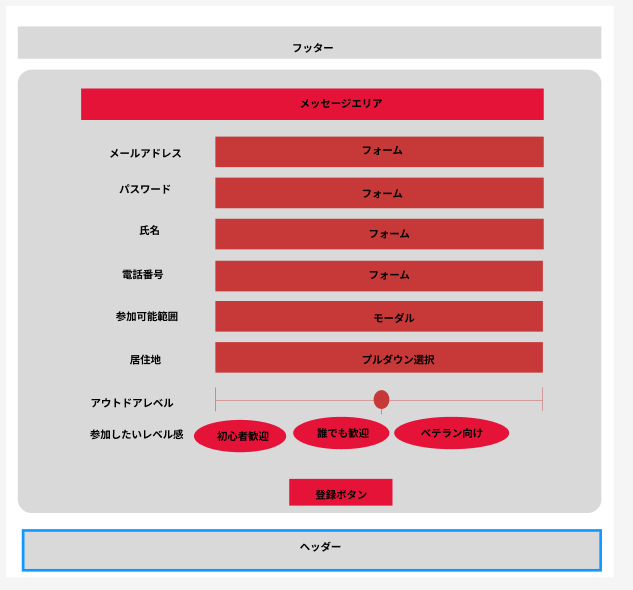 フッター
メッセージエリア
メールアドレス フォーム
パスワード フォーム
氏名 フォーム
電話番号 フォーム
参加可能範囲 モーダル
居住地 プルダウン選択
アウトドアレベル
参加したいレベル感 初心者歓迎 誰でも歓迎 ベテラン向け
登録ボタン
ヘッダー